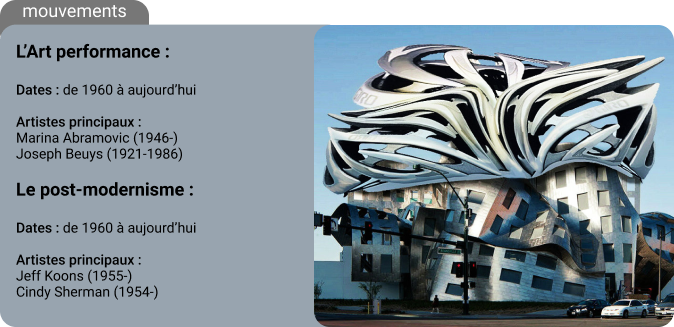 mouvements
L'Art performance :
Dates : de 1960 à aujourd'hui
Artistes principaux :
Marina Abramovic (1946-)
Joseph Beuys (1921-1986)
Le post-modernisme :
Dates : de 1960 à aujourd'hui
Artistes principaux :
Jeff Koons (1955-)
Cindy Sherman (1954-)